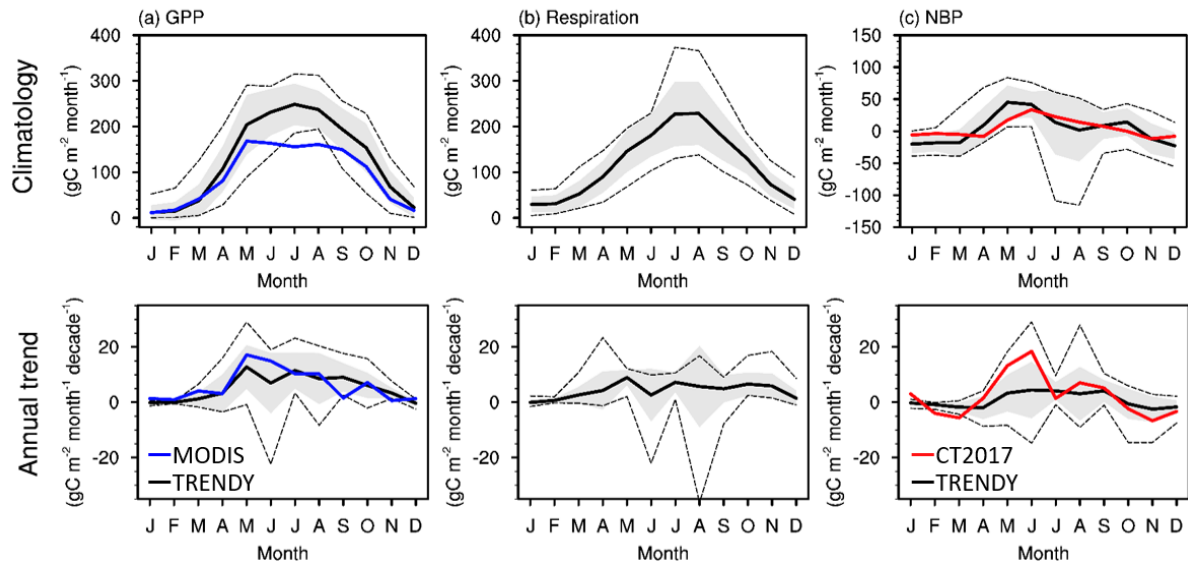 (a) GPP
(b) Respiration
(c) NBP
Climatology
(gC m⁻² month⁻¹)
400
300
200
100
0
J F M A M J J A S O N D
Month
(gC m⁻² month⁻¹)
400
300
200
100
0
J F M A M J J A S O N D
Month
(gC m⁻² month⁻¹)
150
100
50
0
-50
-100
-150
J F M A M J J A S O N D
Month
Annual trend
(gC m⁻² month⁻¹ decade⁻¹)
20
0
-20
MODIS
TRENDY
J F M A M J J A S O N D
Month
(gC m⁻² month⁻¹ decade⁻¹)
20
0
-20
J F M A M J J A S O N D
Month
(gC m⁻² month⁻¹ decade⁻¹)
20
0
-20
CT2017
TRENDY
J F M A M J J A S O N D
Month